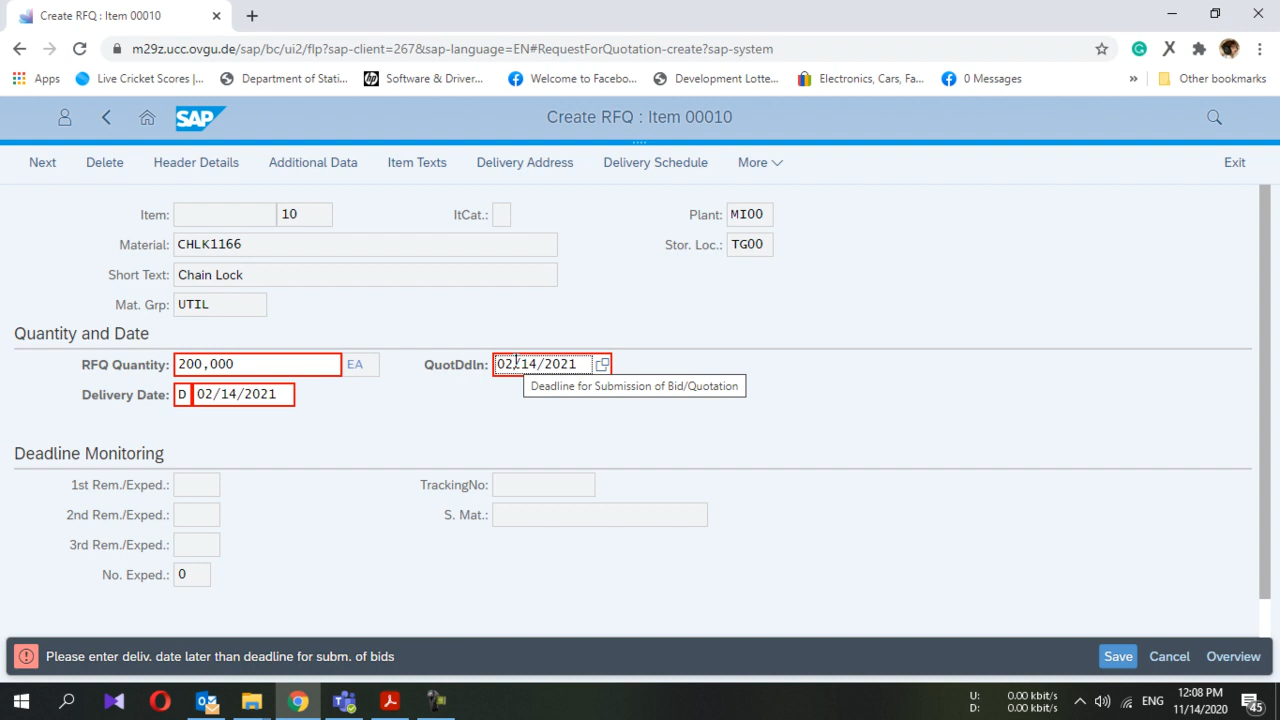 Create RFQ : Item 00010
m29z.ucc.ovgu.de/sap/bc/ui2/flp?sap-client=267&sap-language=EN#RequestForQuotation-create?sap-system
Apps Live Cricket Scores |... Department of Stati... Software & Driver... Welcome to Facebo... Development Lotte... Electronics, Cars, Fa... 0 Messages » Other bookmarks
SAP Create RFQ : Item 00010
Next Delete Header Details Additional Data Item Texts Delivery Address Delivery Schedule More Exit
Item: 10 ItCat.: Plant: MI00
Material: CHLK1166 Stor. Loc.: TG00
Short Text: Chain Lock
Mat. Grp: UTIL
Quantity and Date
RFQ Quantity: 200,000 EA QuotDdln: 02/14/2021
Deadline for Submission of Bid/Quotation
Delivery Date: D 02/14/2021
Deadline Monitoring
1st Rem./Exped.: TrackingNo:
2nd Rem./Exped.: S. Mat.:
3rd Rem./Exped.:
No. Exped.: 0
Please enter deliv. date later than deadline for subm. of bids Save Cancel Overview
U: 0.00 kbit/s
D: 0.00 kbit/s
ENG
12:08 PM
11/14/2020
45